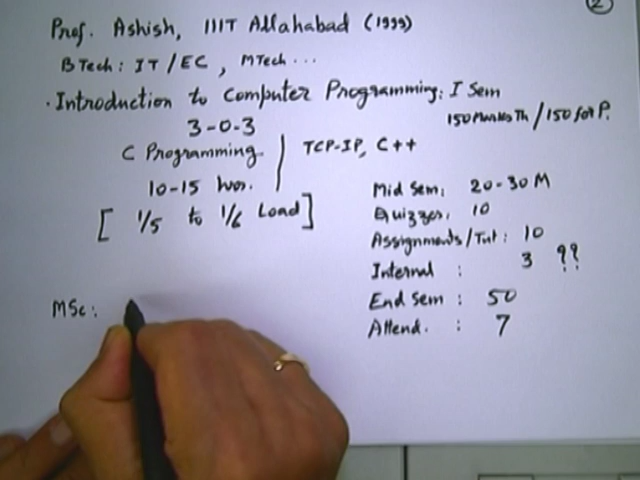 2
Prof. Ashish, IIIT Allahabad (1999)
BTech: IT/EC, MTech ...
· Introduction to Computer Programming: I Sem
3-0-3
150 Marks Th/150 for P.
C Programming | TCP-IP, C++
10-15 hrs.
[ 1/5 to 1/6 Load ]
Mid Sem: 20-30 M
Quizzes: 10
Assignments/Tut: 10
Internal : 3 ??
End Sem : 50
Attend. : 7
MSc: